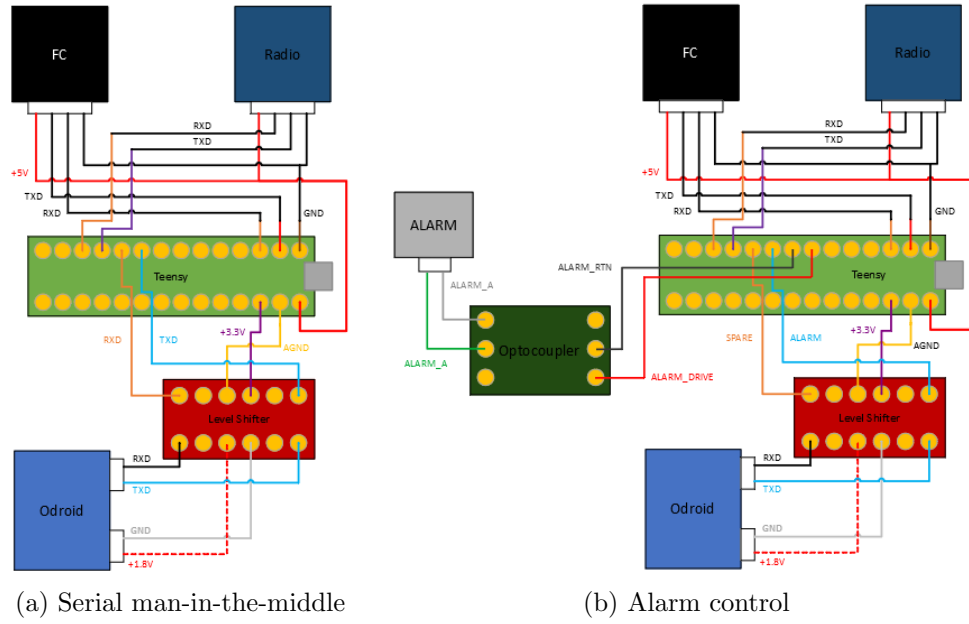 FC
Radio
RXD
TXD
+5V
TXD
RXD
GND
Teensy
RXD
TXD
+3.3V
AGND
Level Shifter
RXD
TXD
Odroid
GND
+1.8V
(a) Serial man-in-the-middle
FC
Radio
RXD
TXD
+5V
TXD
RXD
GND
ALARM
ALARM_RTN
Teensy
ALARM_A
ALARM_A
Optocoupler
ALARM_DRIVE
SPARE
ALARM
+3.3V
AGND
Level Shifter
RXD
TXD
Odroid
GND
+1.8V
(b) Alarm control